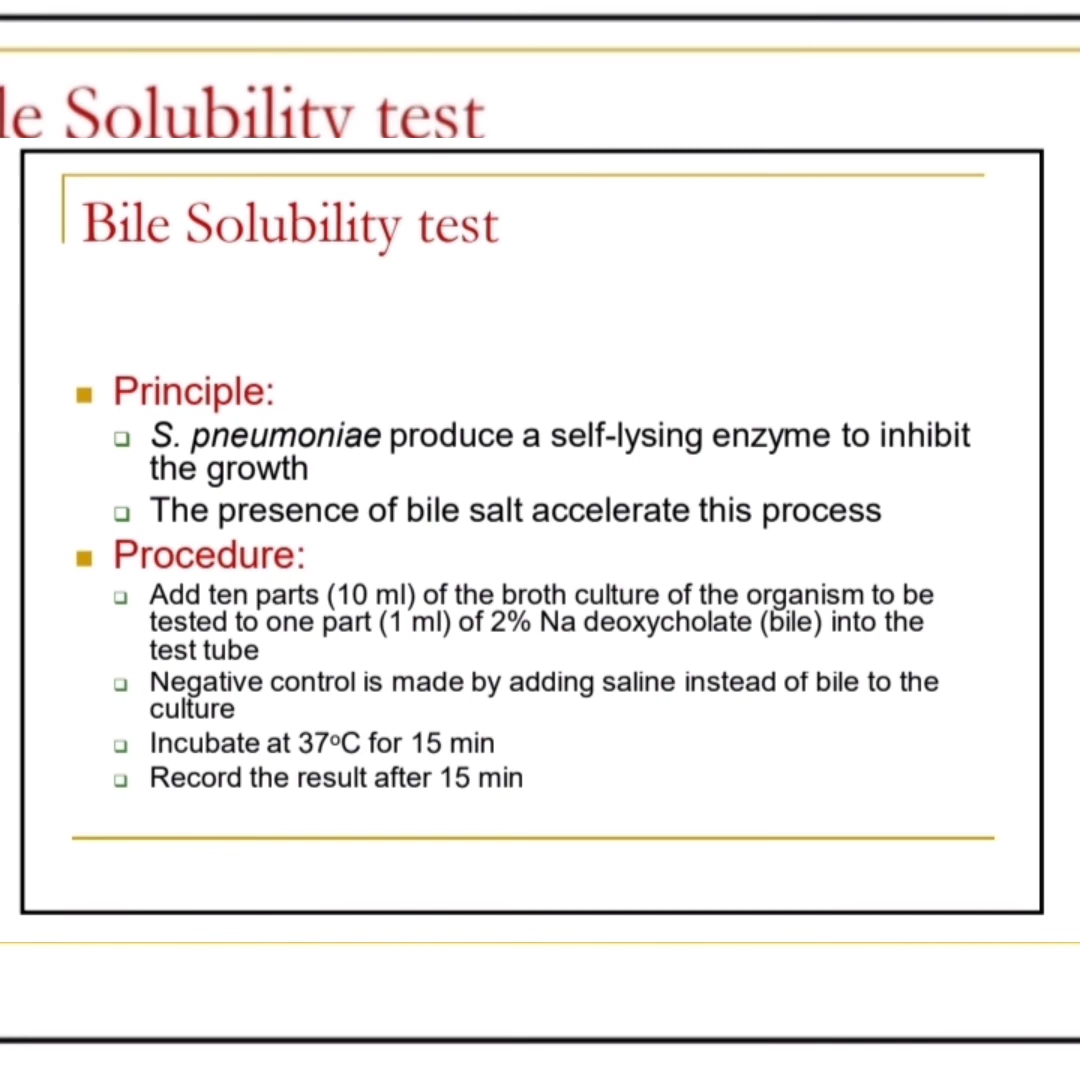 le Solubility test
Bile Solubility test
Principle:
S. pneumoniae produce a self-lysing enzyme to inhibit
the growth
The presence of bile salt accelerate this process
Procedure:
Add ten parts (10 ml) of the broth culture of the organism to be
tested to one part (1 ml) of 2% Na deoxycholate (bile) into the
test tube
Negative control is made by adding saline instead of bile to the
culture
Incubate at 37ºC for 15 min
Record the result after 15 min